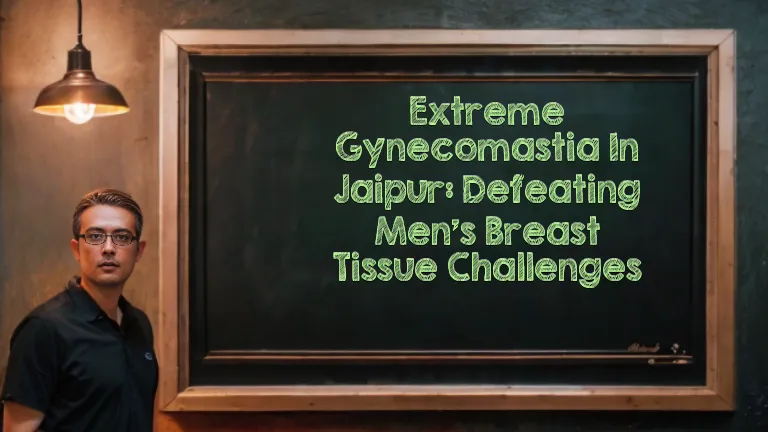 Extreme
Gynecomastia In
Jaipur: Defeating
Men's Breast
Tissue Challenges